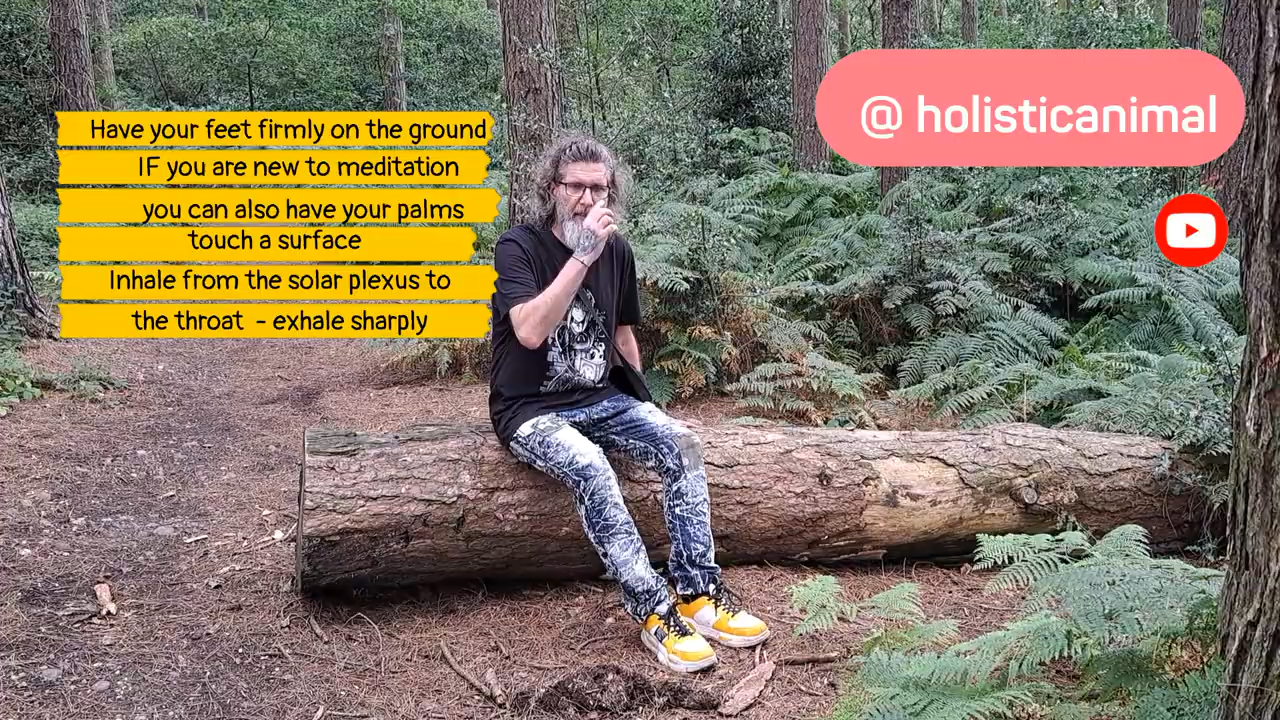 Have your feet firmly on the ground
IF you are new to meditation
you can also have your palms
touch a surface
Inhale from the solar plexus to
the throat - exhale sharply
@ holisticanimal